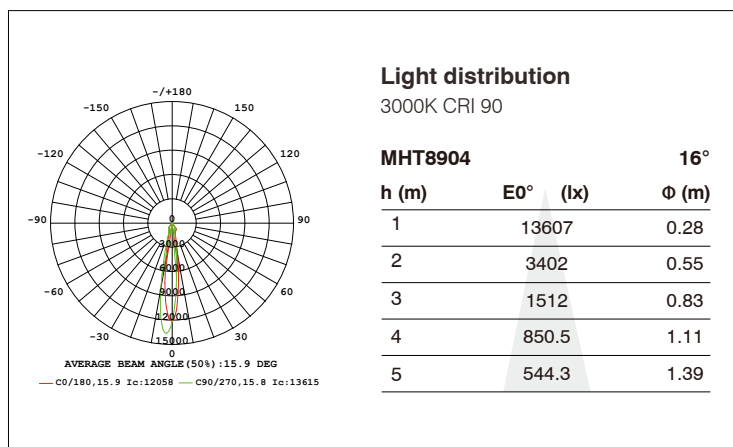 -/+180
-150 150
-120 120
-90 90
-60 60
-30 30
0
3000
6000
9000
12000
15000
0
AVERAGE BEAM ANGLE(50%):15.9 DEG
C0/180,15.9 Ic:12058 C90/270,15.8 Ic:13615
Light distribution
3000K CRI 90
MHT8904 16°
h (m) E0° (lx) Φ (m)
1 13607 0.28
2 3402 0.55
3 1512 0.83
4 850.5 1.11
5 544.3 1.39